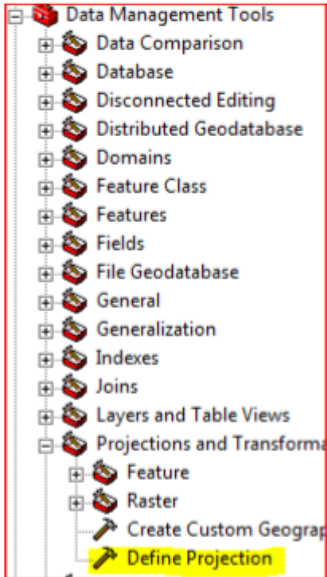 Data Management Tools
Data Comparison
Database
Disconnected Editing
Distributed Geodatabase
Domains
Feature Class
Features
Fields
File Geodatabase
General
Generalization
Indexes
Joins
Layers and Table Views
Projections and Transforma
Feature
Raster
Create Custom Geograp
Define Projection